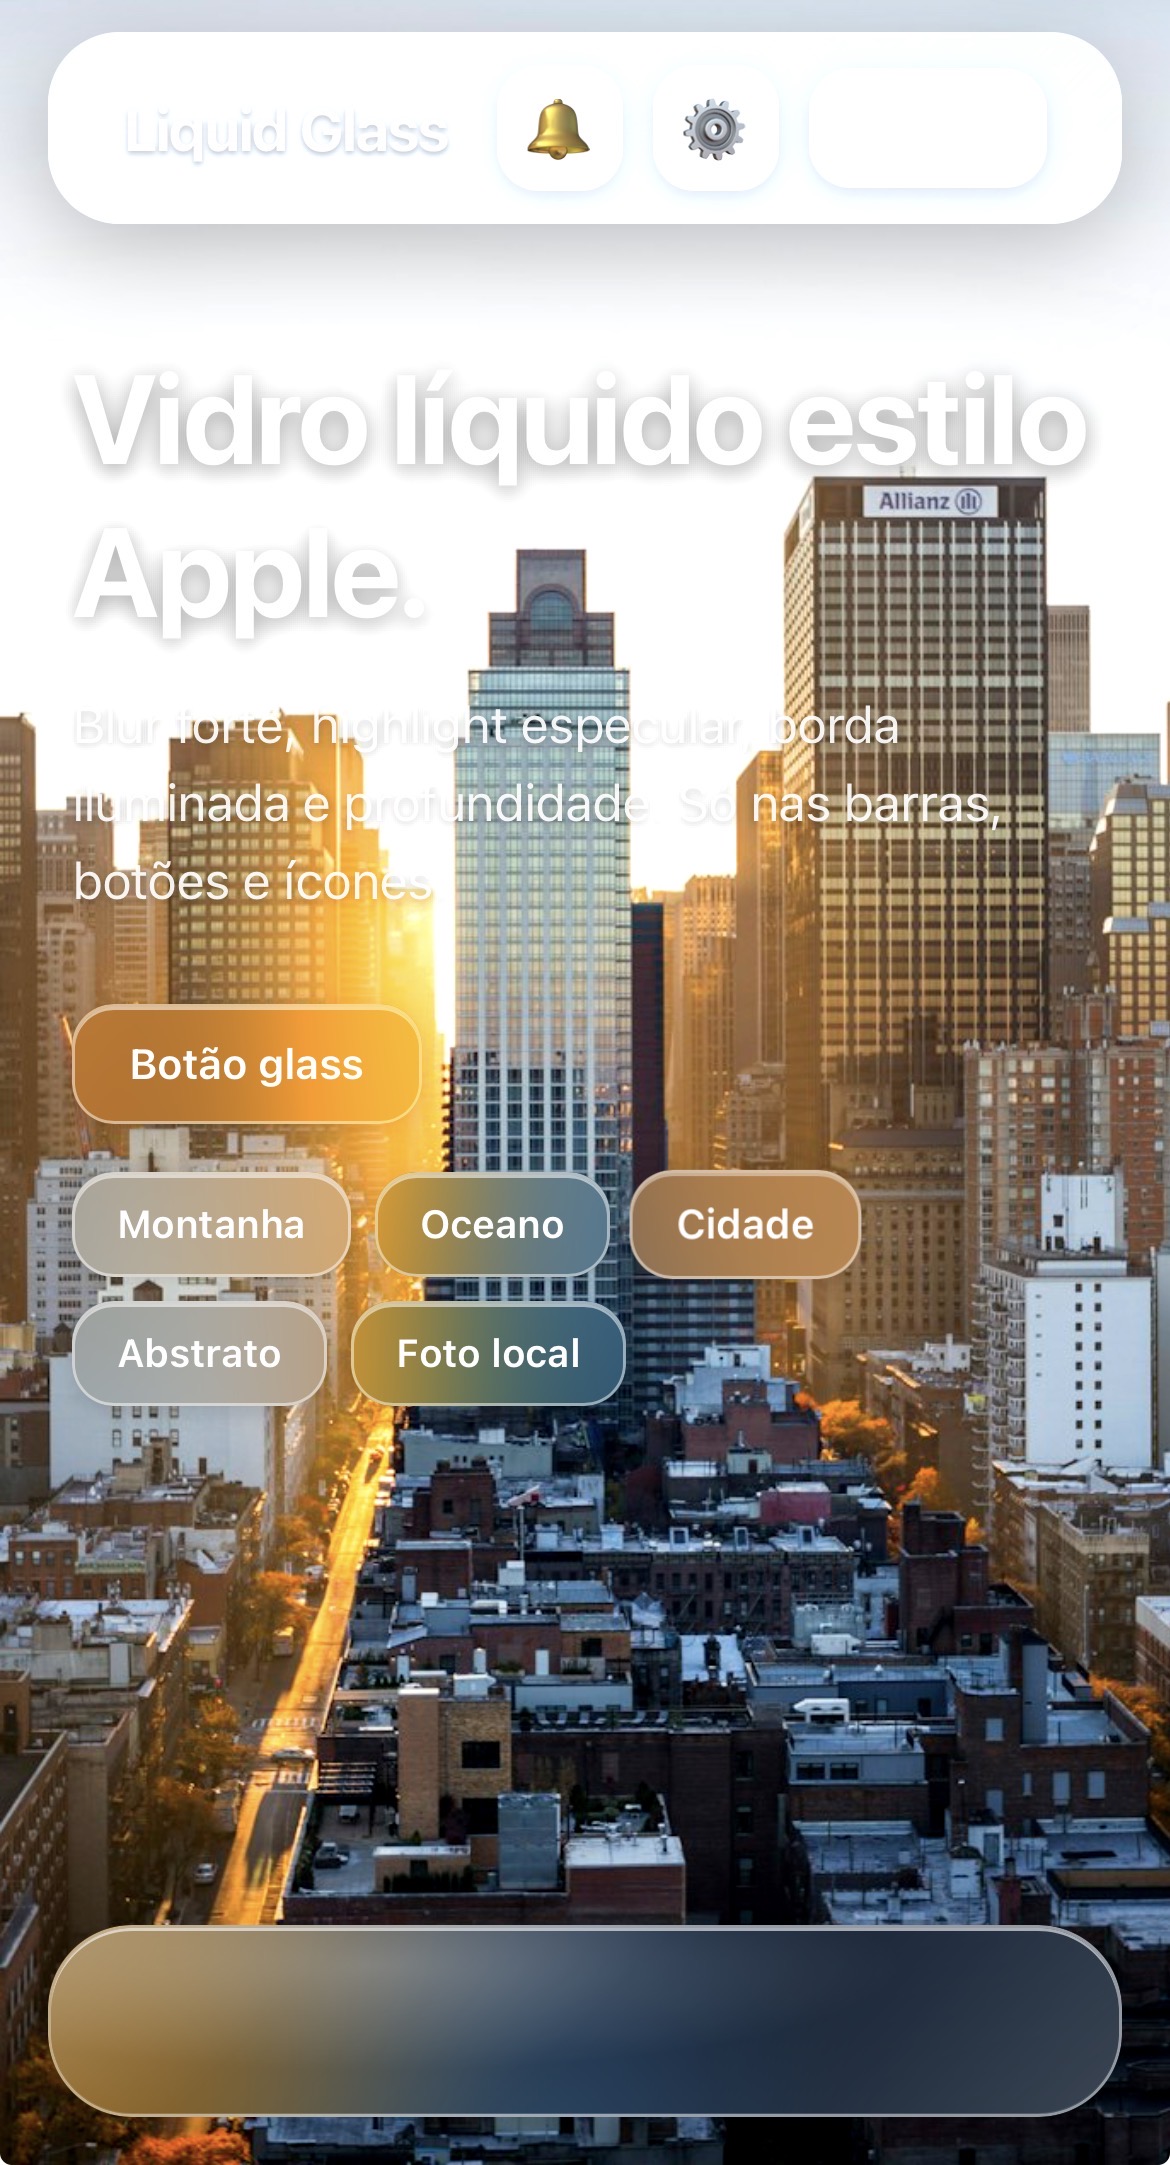 Liquid Glass
Vidro líquido estilo
Apple.
Allianz
Blur forte, highlight especular, borda
iluminada e profundidade. Só nas barras,
botões e ícones.
Botão glass
Montanha
Oceano
Cidade
Abstrato
Foto local